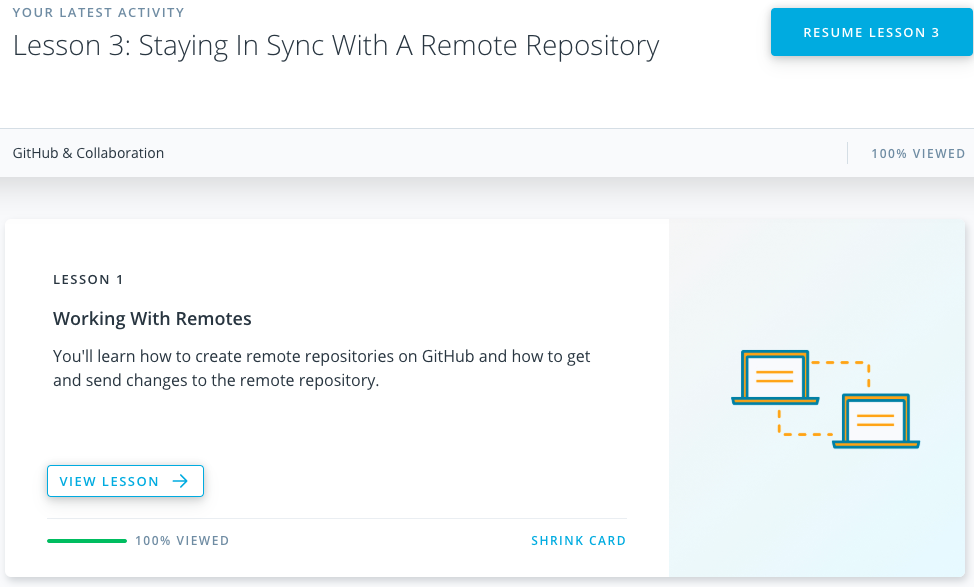 YOUR LATEST ACTIVITY
Lesson 3: Staying In Sync With A Remote Repository
RESUME LESSON 3
GitHub & Collaboration
100% VIEWED
LESSON 1
Working With Remotes
You'll learn how to create remote repositories on GitHub and how to get
and send changes to the remote repository.
VIEW LESSON
100% VIEWED
SHRINK CARD